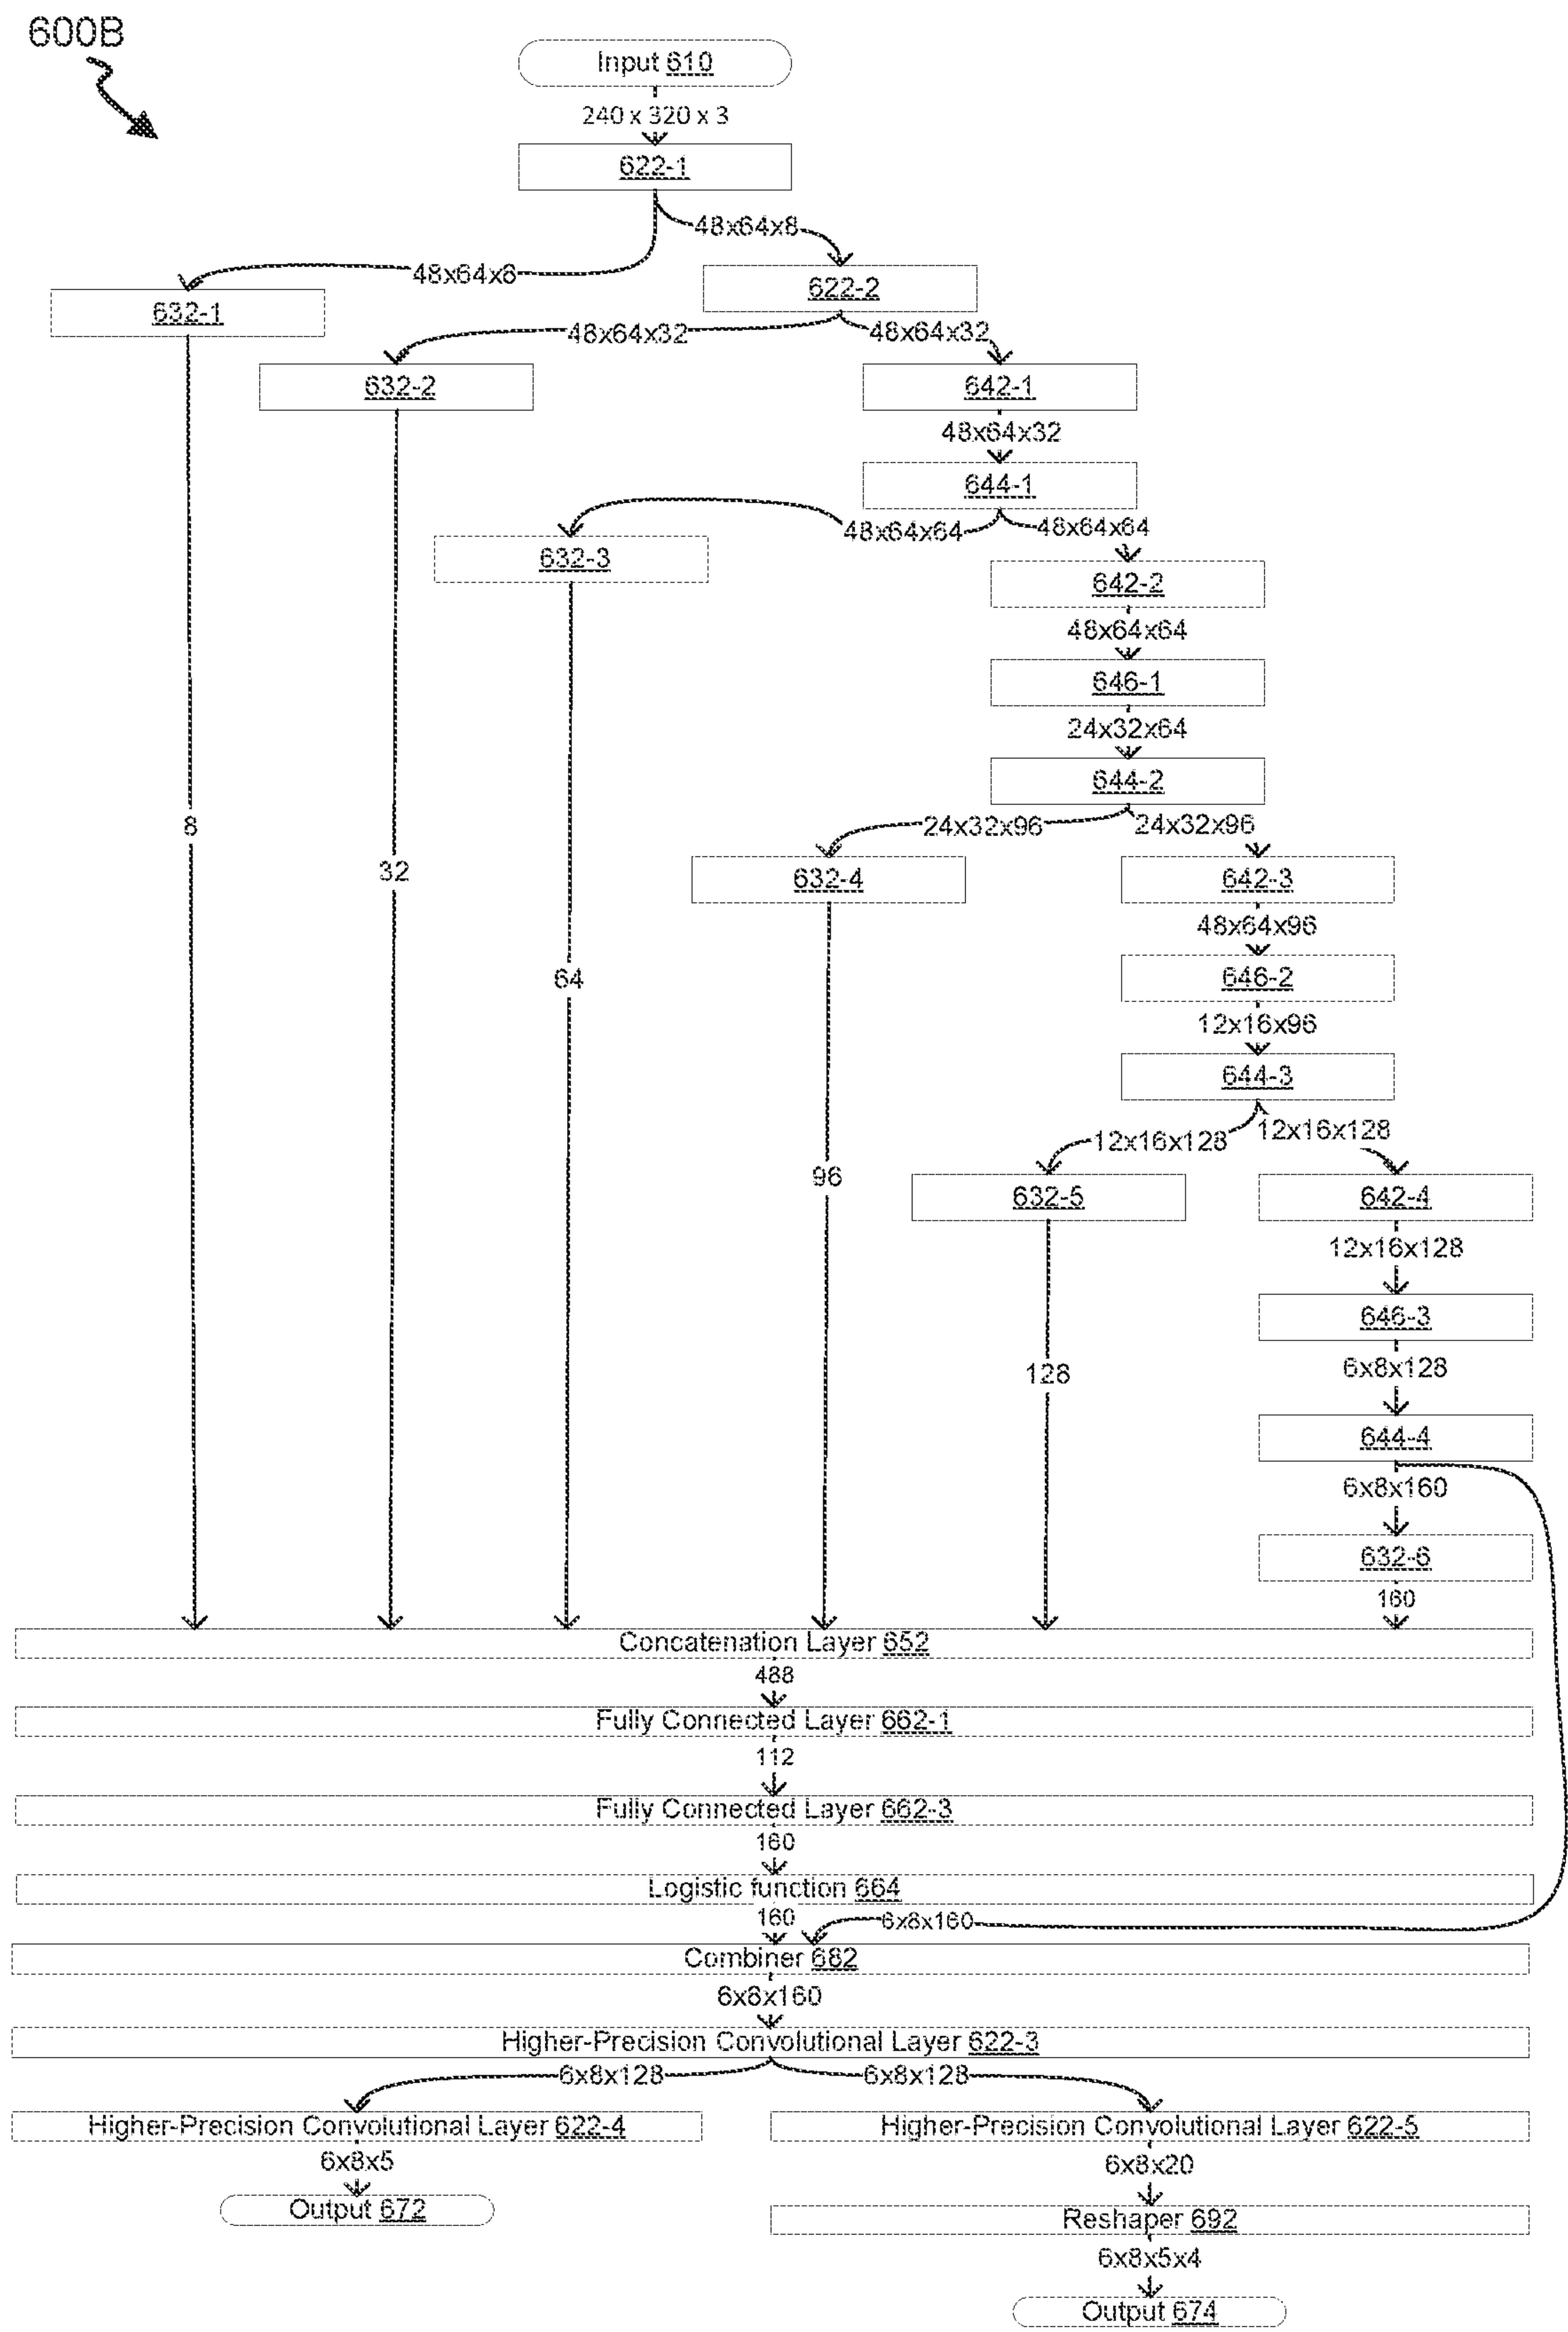 600B
Input 610
240 x 320 x 3
622-1
48x64x8
48x64x8
622-2
632-1
48x64x32
48x64x32
632-2
642-1
48x64x32
644-1
48x64x64
48x64x64
632-3
642-2
48x64x64
646-1
24x32x64
644-2
24x32x96
24x32x96
8
32
632-4
642-3
48x64x96
64
646-2
12x16x96
644-3
12x16x128
12x16x128
96
632-5
642-4
12x16x128
646-3
128
6x8x128
644-4
6x8x160
632-6
160
Concatenation Layer 652
488
Fully Connected Layer 662-1
112
Fully Connected Layer 662-3
160
Logistic function 664
160
6x8x160
Combiner 682
6x8x160
Higher-Precision Convolutional Layer 622-3
6x8x128
6x8x128
Higher-Precision Convolutional Layer 622-4
Higher-Precision Convolutional Layer 622-5
6x8x5
6x8x20
Output 672
Reshaper 692
6x8x5x4
Output 674